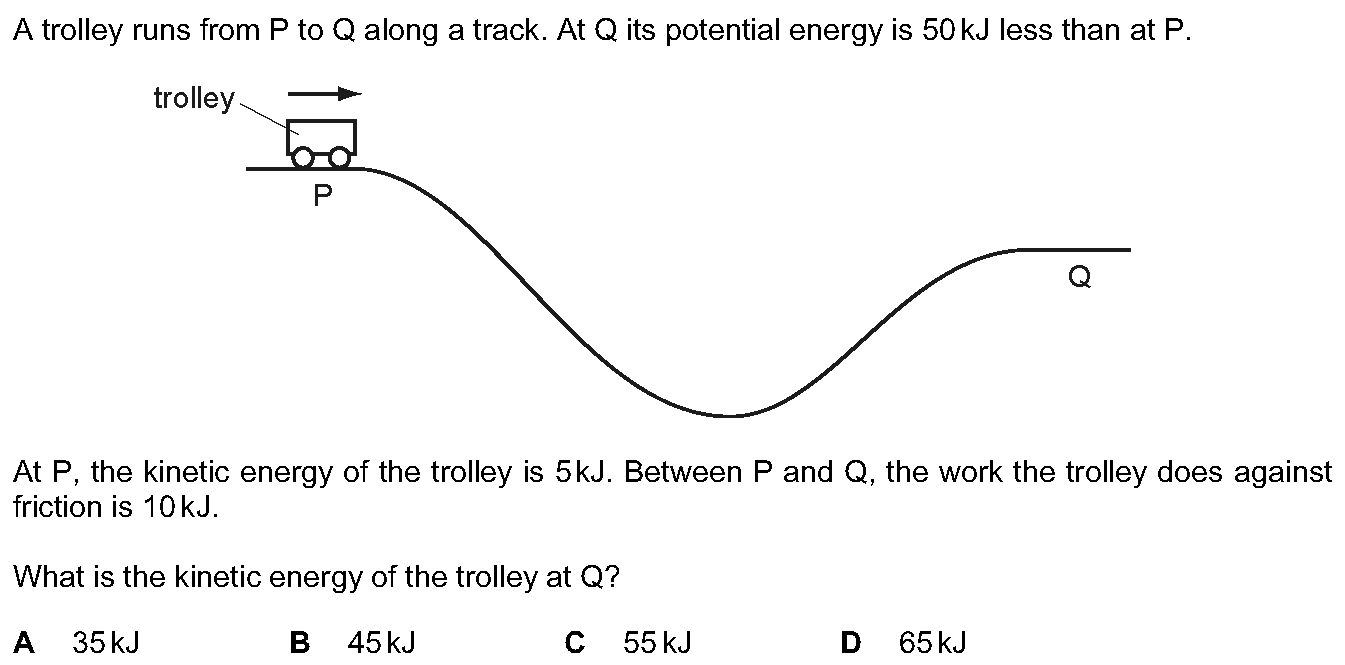 A trolley runs from P to Q along a track. At Q its potential energy is 50 kJ less than at P.
trolley
P
Q
At P, the kinetic energy of the trolley is 5 kJ. Between P and Q, the work the trolley does against
friction is 10 kJ.
What is the kinetic energy of the trolley at Q?
A 35 kJ B 45 kJ C 55 kJ D 65 kJ